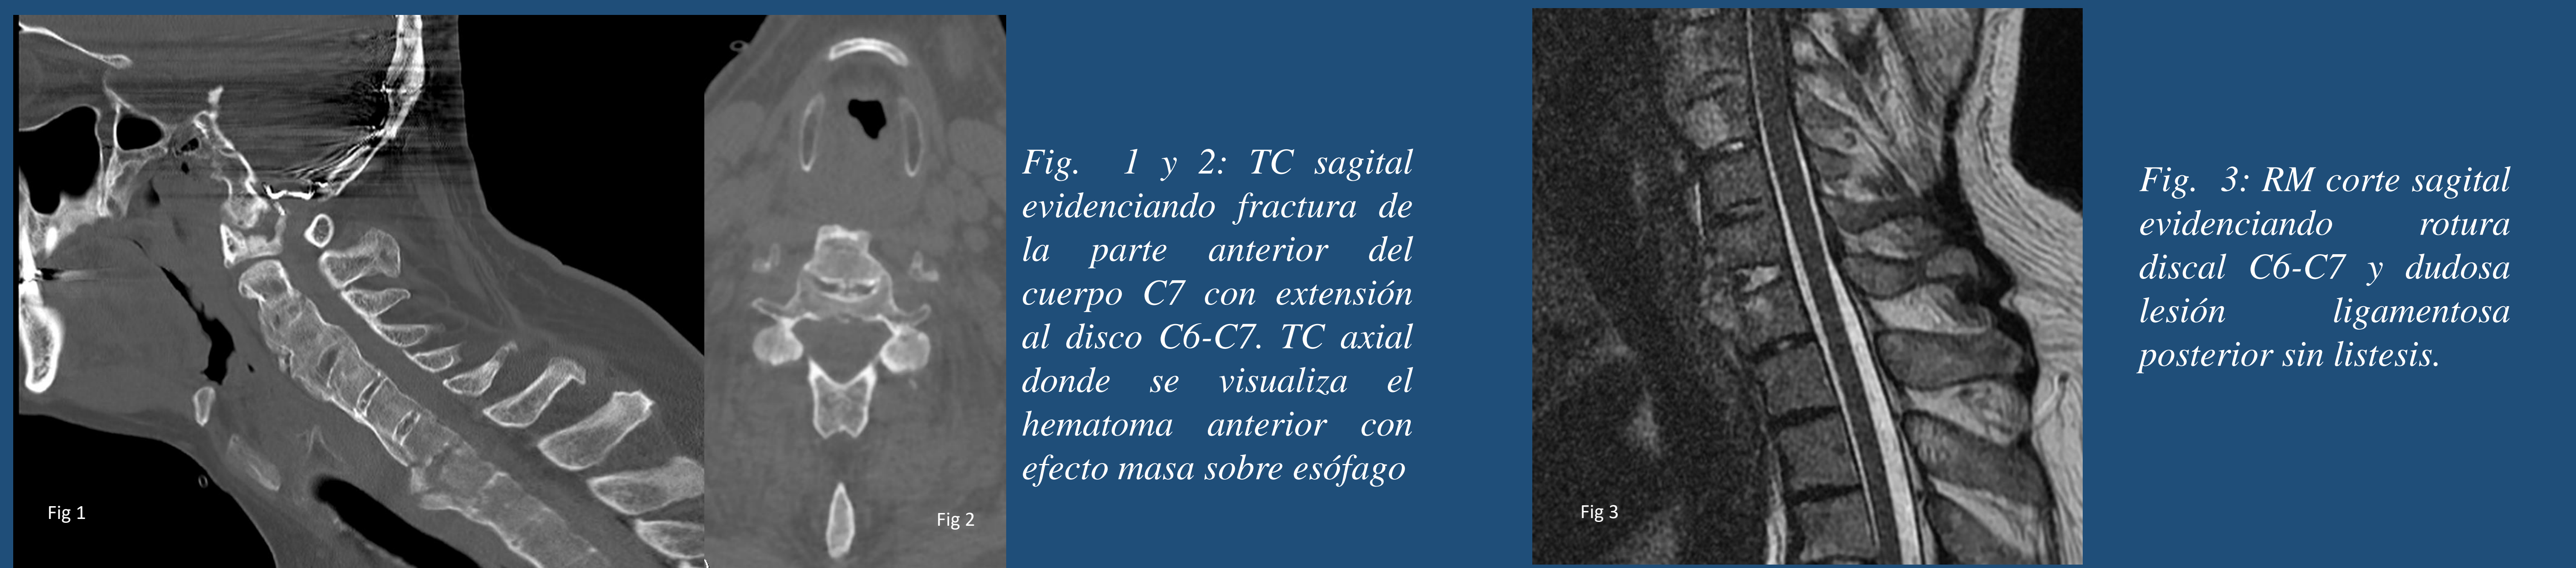 Fig 1
Fig 2
Fig. 1 y 2: TC sagital
evidenciando fractura de
la parte anterior del
cuerpo C7 con extensión
al disco C6-C7. TC axial
donde se visualiza el
hematoma anterior con
efecto masa sobre esófago
Fig 3
Fig. 3: RM corte sagital
evidenciando rotura
discal C6-C7 y dudosa
lesión ligamentosa
posterior sin listesis.